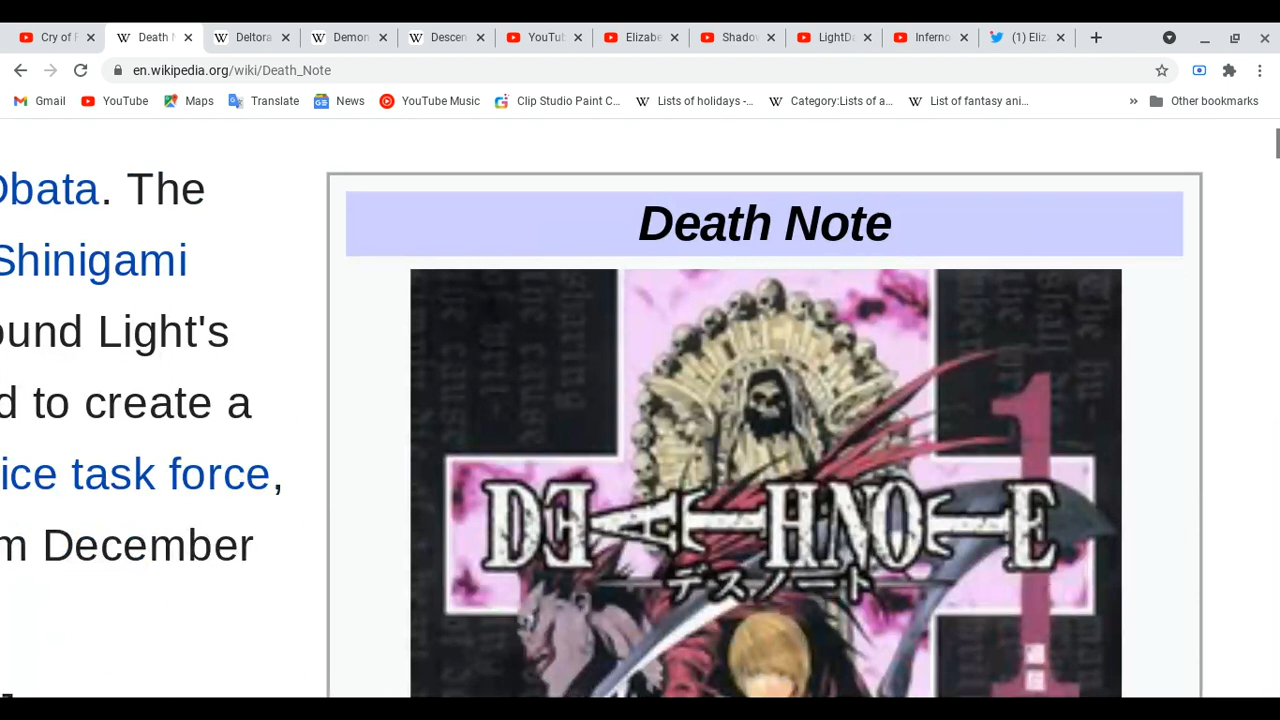 Cry of F
Death N
Deltora
Demon
Descen
YouTub
Elizabe
Shadow
LightDa
Inferno
(1) Eliz
en.wikipedia.org/wiki/Death_Note
Gmail
YouTube
Maps
Translate
News
YouTube Music
Clip Studio Paint C...
Lists of holidays -...
Category:Lists of a...
List of fantasy ani...
»
Other bookmarks
Obata. The
Shinigami
ound Light's
d to create a
ice task force,
m December
Death Note
DEATH NOTE
デスノート
1